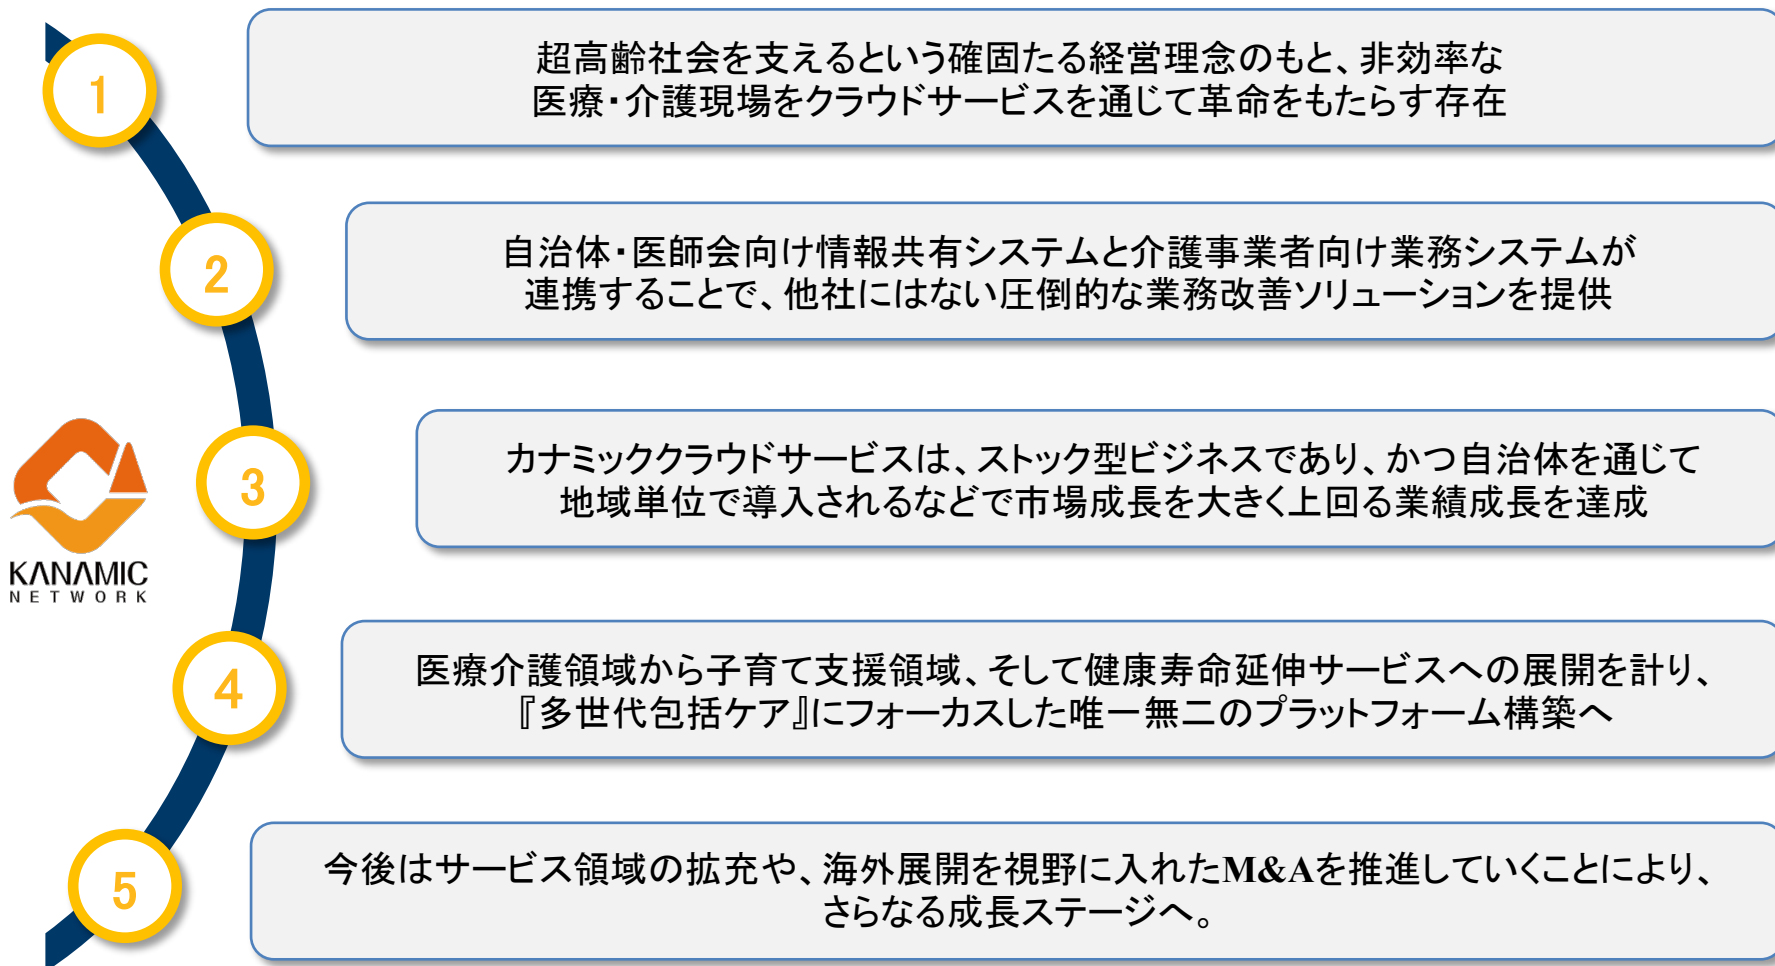 1
超高齢社会を支えるという確固たる経営理念のもと、非効率な
医療・介護現場をクラウドサービスを通じて革命をもたらす存在
2
自治体・医師会向け情報共有システムと介護事業者向け業務システムが
連携することで、他社にはない圧倒的な業務改善ソリューションを提供
3
カナミッククラウドサービスは、ストック型ビジネスであり、かつ自治体を通じて
地域単位で導入されるなどで市場成長を大きく上回る業績成長を達成
KANAMIC
NETWORK
4
医療介護領域から子育て支援領域、そして健康寿命延伸サービスへの展開を計り、
『多世代包括ケア』にフォーカスした唯一無二のプラットフォーム構築へ
5
今後はサービス領域の拡充や、海外展開を視野に入れたM&Aを推進していくことにより、
さらなる成長ステージへ。